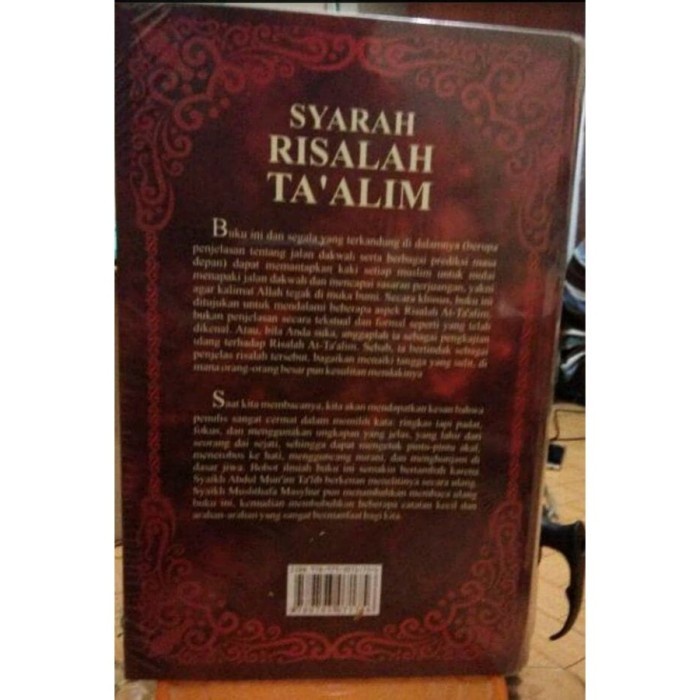 SYARAH
RISALAH
TA'ALIM
Buku ini dan segala yang terkandung di dalamnya (berupa
penjelasan tentang jalan dakwah serta berbagai prediksi masa
depan) dapat memantapkan kaki setiap muslim untuk mulai
menapaki jalan dakwah dan mencapai sasaran perjuangan, yakni
agar kalimat Allah tegak di muka bumi. Secara khusus, buku ini
ditujukan untuk mendalami beberapa aspek Risalah At-Ta'alim,
bukan penjelasan secara tekstual dan formal seperti yang telah
dikenal. Atau, bila Anda suka, anggaplah ia sebagai pengkajian
ulang terhadap Risalah At-Ta'alim. Sebab, ia bertindak sebagai
penjelas risalah tersebut, bagaikan meniti tangga yang sulit, di
mana orang-orang besar pun kesulitan mendakinya
Saat kita membacanya, kita akan mendapatkan kesan bahwa
penulis sangat cermat dalam memilih kata: ringkas tapi padat,
fokus, dan menggunakan ungkapan yang jelas, yang lahir dari
seorang dai sejati, sehingga dapat mengetuk pintu-pintu akal,
menerobos ke hati, mengguncang nurani, dan menghunjam di
dasar jiwa. Bobot ilmiah buku ini semakin bertambah karena
Syaikh Abdul Mun'im Ta'lib berkenan menelitinya secara ulang.
Syaikh Mushthafa Masyhur pun menambahkan membaca ulang
buku ini, kemudian membubuhkan beberapa catatan kecil dan
arahan-arahan yang sangat bermanfaat bagi kita.
ISBN